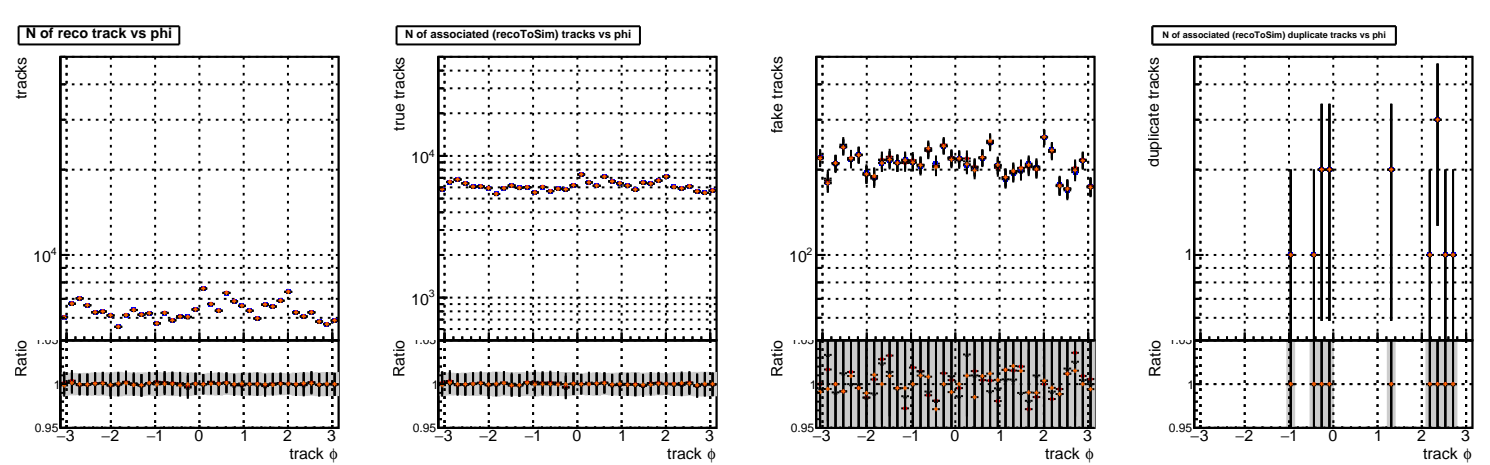 N of reco track vs phi
N of associated (recoToSim) tracks vs phi
N of associated (recoToSim) duplicate tracks vs phi
tracks
10^4
Ratio
1
0.95
−3 −2 −1 0 1 2 3
track ϕ
true tracks
10^4
10^3
Ratio
1
0.95
−3 −2 −1 0 1 2 3
track ϕ
fake tracks
10^2
Ratio
1
0.95
−3 −2 −1 0 1 2 3
track ϕ
duplicate tracks
1
Ratio
1
0.95
−3 −2 −1 0 1 2 3
track ϕ